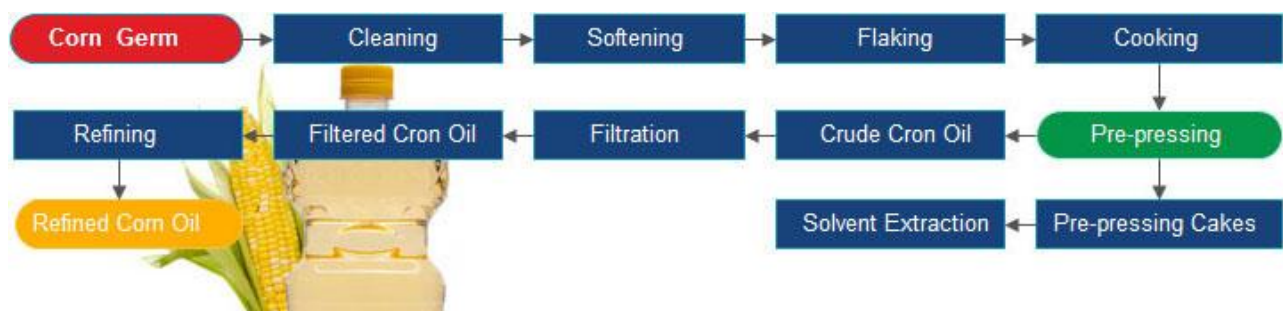 Corn Germ
Cleaning
Softening
Flaking
Cooking
Refining
Filtered Cron Oil
Filtration
Crude Cron Oil
Pre-pressing
Refined Corn Oil
Solvent Extraction
Pre-pressing Cakes